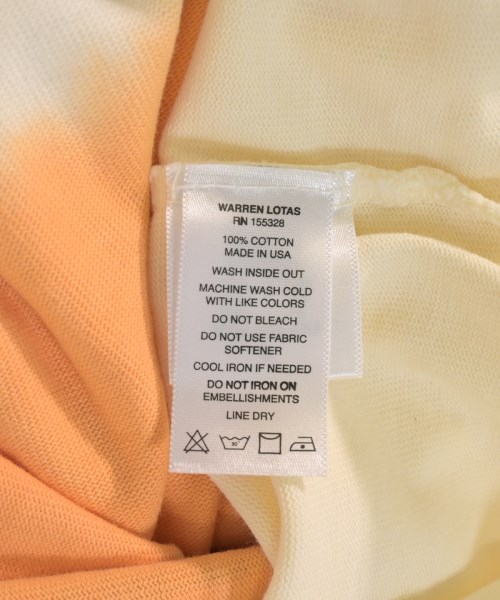 WARREN LOTAS
RN 155328
100% COTTON
MADE IN USA
WASH INSIDE OUT
MACHINE WASH COLD
WITH LIKE COLORS
DO NOT BLEACH
DO NOT USE FABRIC
SOFTENER
COOL IRON IF NEEDED
DO NOT IRON ON
EMBELLISHMENTS
LINE DRY
30